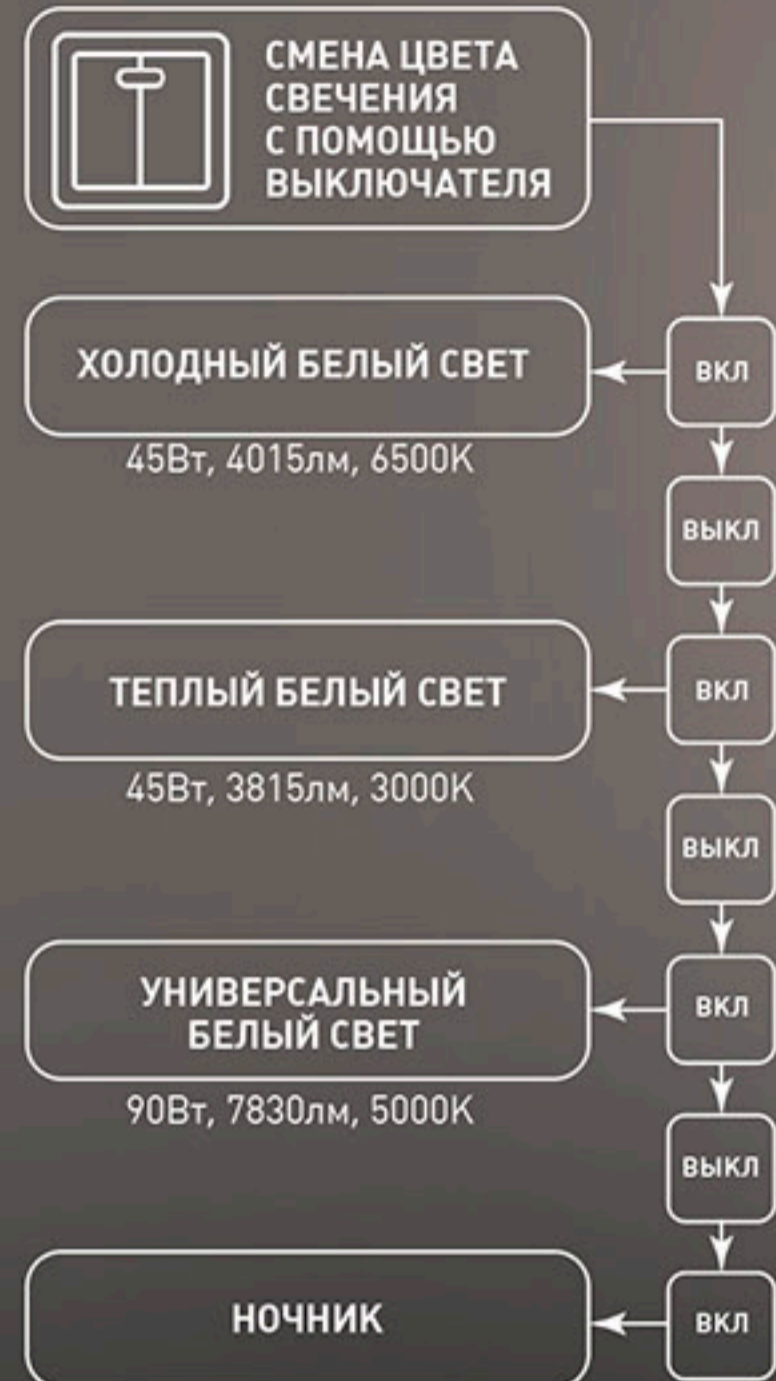 СМЕНА ЦВЕТА
СВЕЧЕНИЯ
С ПОМОЩЬЮ
ВЫКЛЮЧАТЕЛЯ
ХОЛОДНЫЙ БЕЛЫЙ СВЕТ
ВКЛ
45Вт, 4015лм, 6500К
ВЫКЛ
ТЕПЛЫЙ БЕЛЫЙ СВЕТ
ВКЛ
45Вт, 3815лм, 3000К
ВЫКЛ
УНИВЕРСАЛЬНЫЙ
БЕЛЫЙ СВЕТ
ВКЛ
90Вт, 7830лм, 5000К
ВЫКЛ
НОЧНИК
ВКЛ